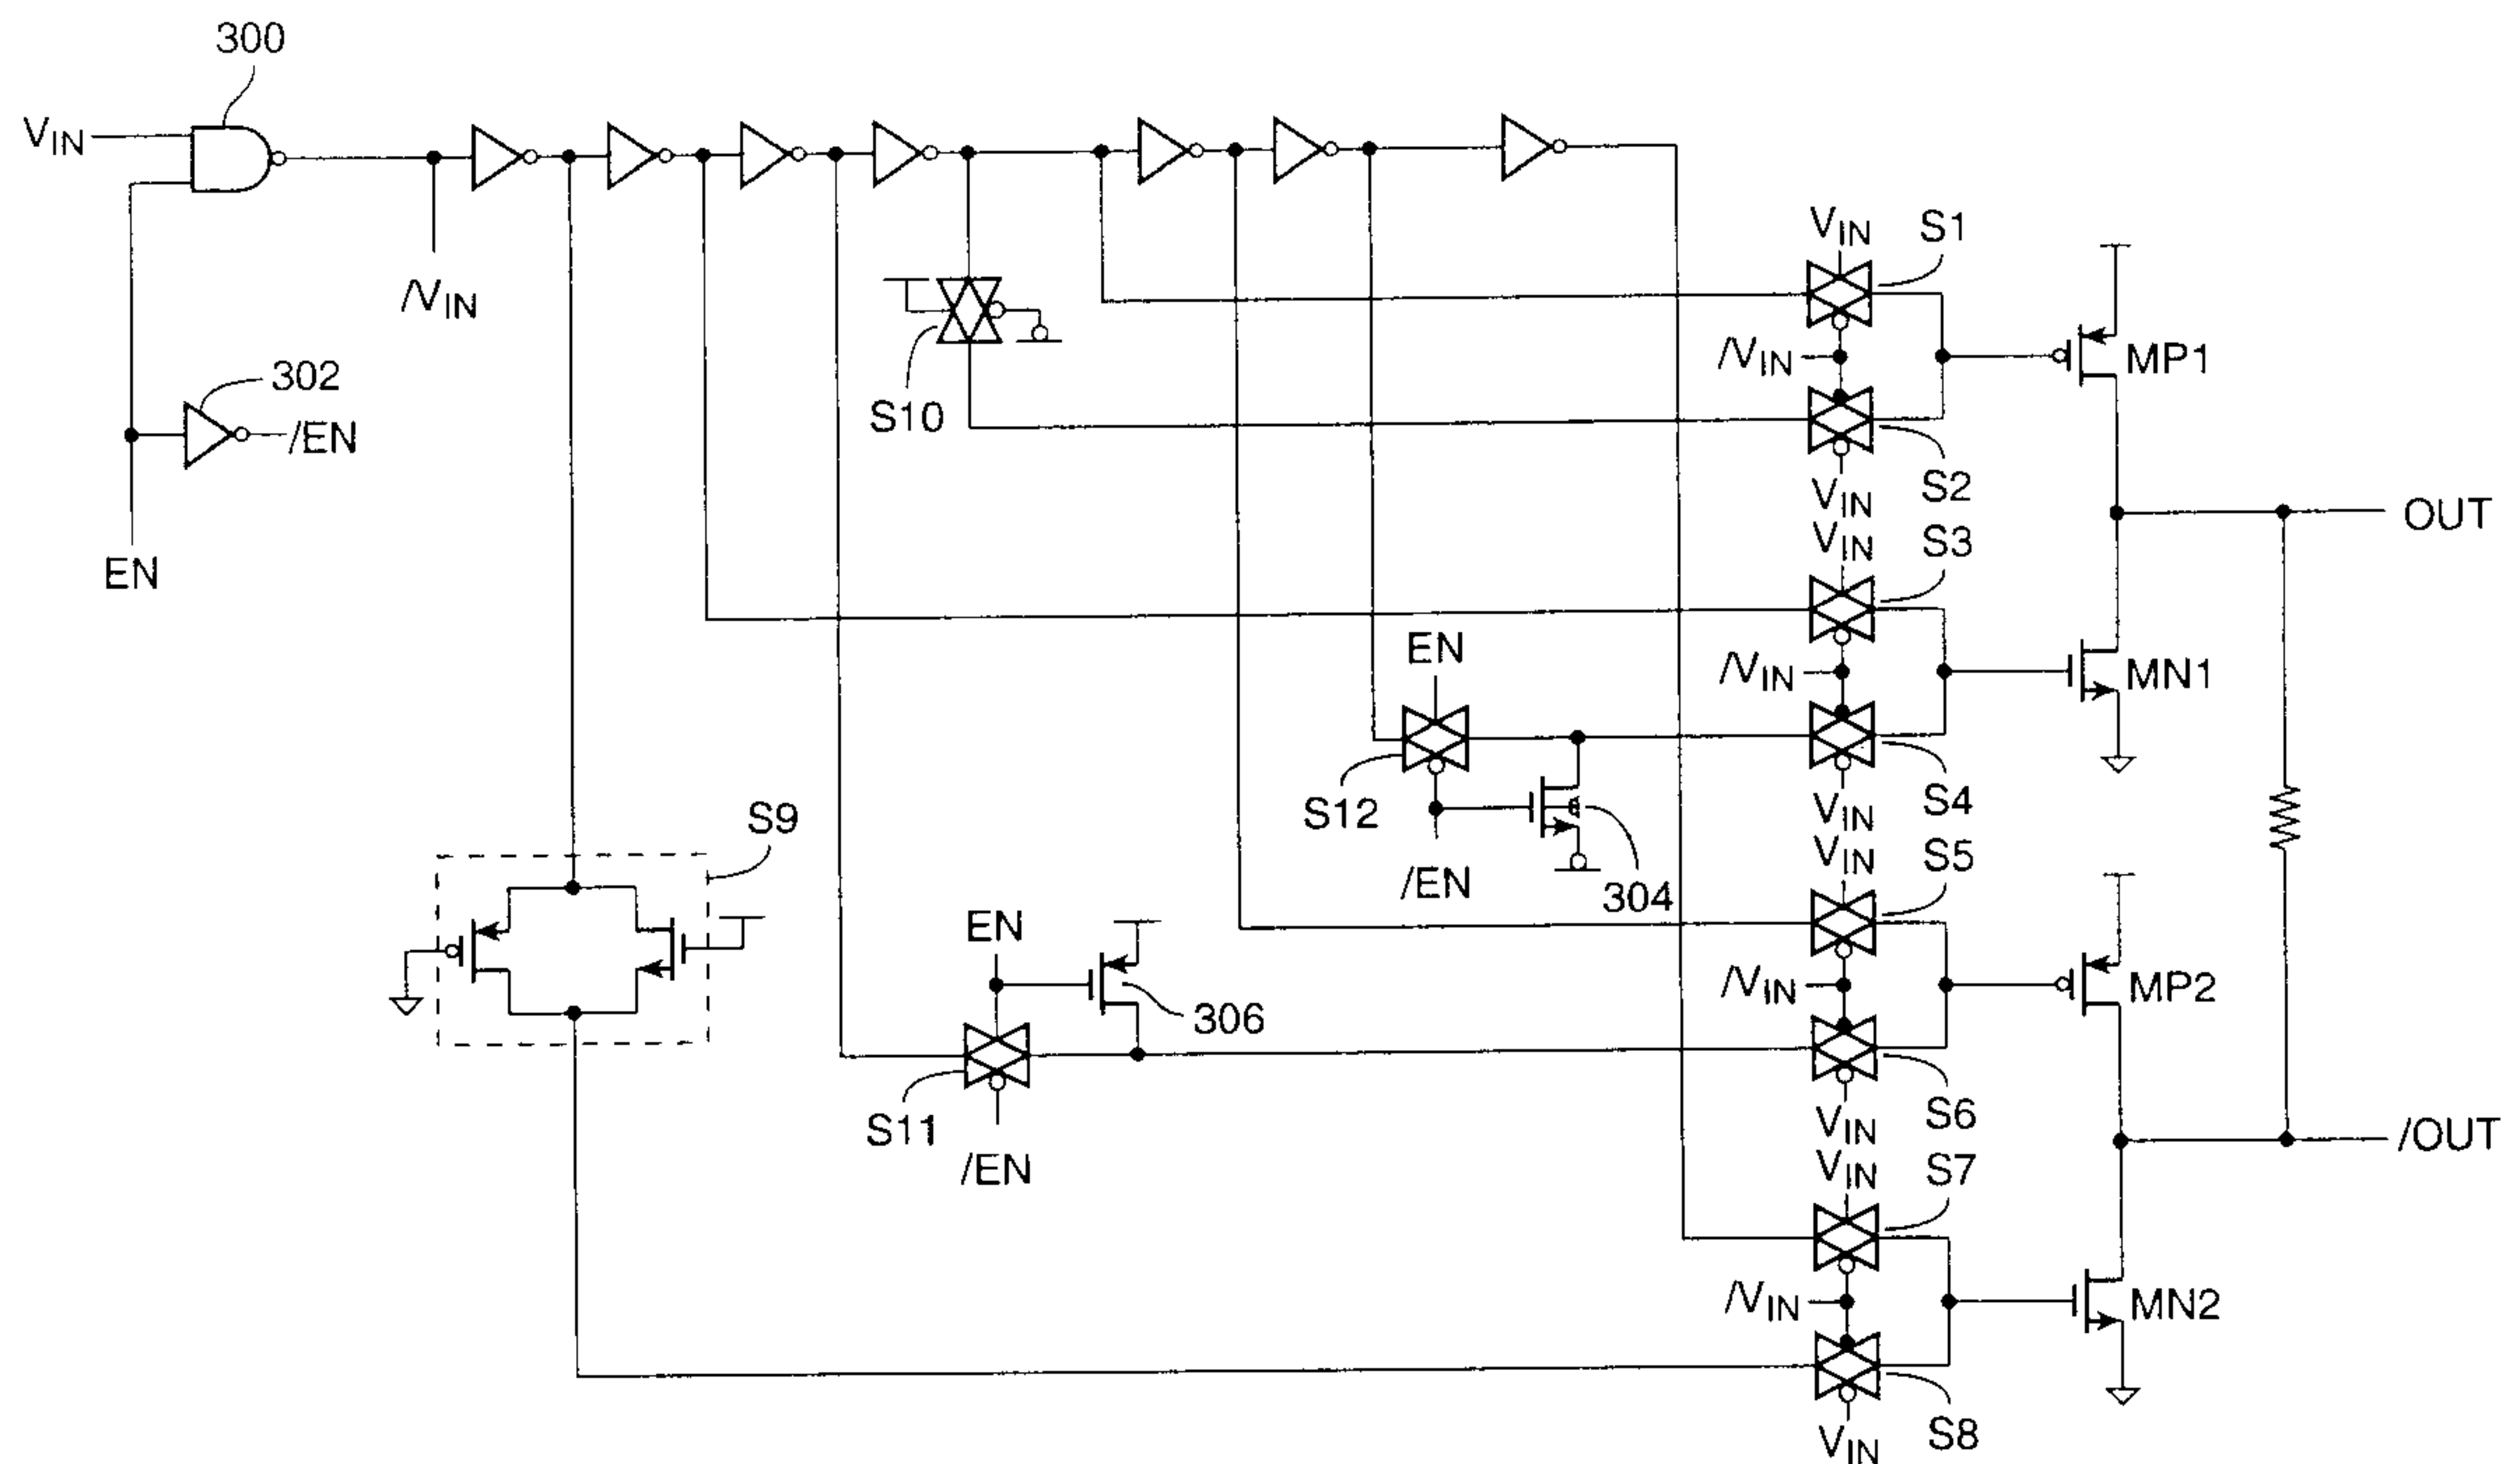 300
VIN
/VIN
302
/EN
EN
S10
VIN
S1
/VIN
MP1
VIN
S2
OUT
VIN
S3
EN
/VIN
MN1
S12
VIN
S4
/EN
304
VIN
S5
S9
EN
306
/VIN
MP2
S11
/EN
VIN
S6
/OUT
VIN
S7
/VIN
MN2
VIN
S8